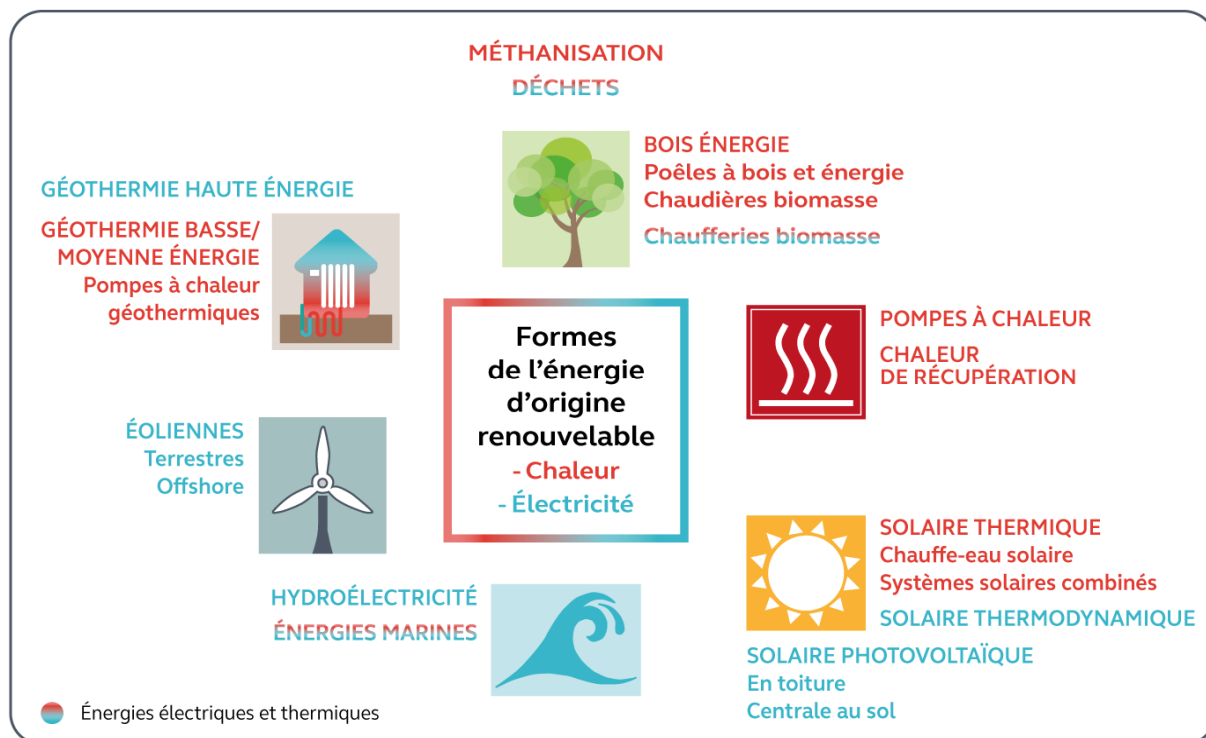 MÉTHANISATION
DÉCHETS
BOIS ÉNERGIE
Poêles à bois et énergie
Chaudières biomasse
Chaufferies biomasse
GÉOTHERMIE HAUTE ÉNERGIE
GÉOTHERMIE BASSE/
MOYENNE ÉNERGIE
Pompes à chaleur
géothermiques
Formes
de l’énergie
d’origine
renouvelable
- Chaleur
- Électricité
POMPES À CHALEUR
CHALEUR
DE RÉCUPÉRATION
ÉOLIENNES
Terrestres
Offshore
SOLAIRE THERMIQUE
Chauffe-eau solaire
Systèmes solaires combinés
SOLAIRE THERMODYNAMIQUE
SOLAIRE PHOTOVOLTAÏQUE
En toiture
Centrale au sol
HYDROÉLECTRICITÉ
ÉNERGIES MARINES
Énergies électriques et thermiques